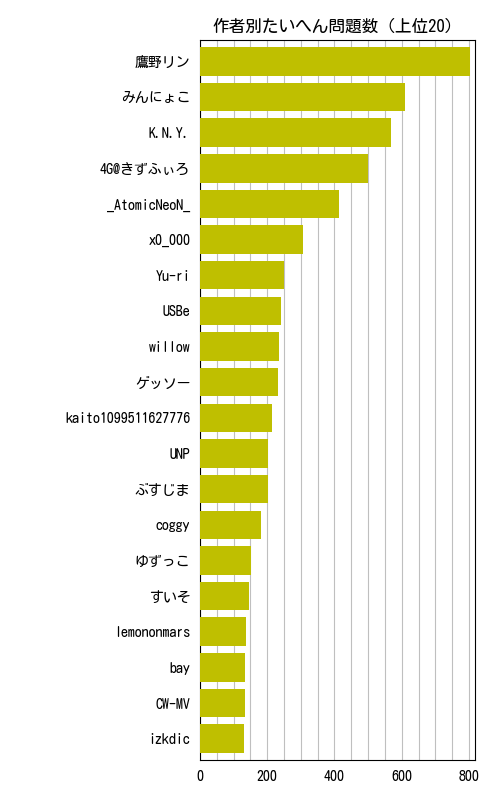 作者別たいへん問題数（上位20）
鷹野リン
みんにょこ
K.N.Y.
4G@きずふぃろ
_AtomicNeoN_
x0_000
Yu-ri
USBe
willow
ゲッソー
kaito1099511627776
UNP
ぶすじま
coggy
ゆずっこ
すいそ
lemononmars
bay
CW-MV
izkdic
0 200 400 600 800